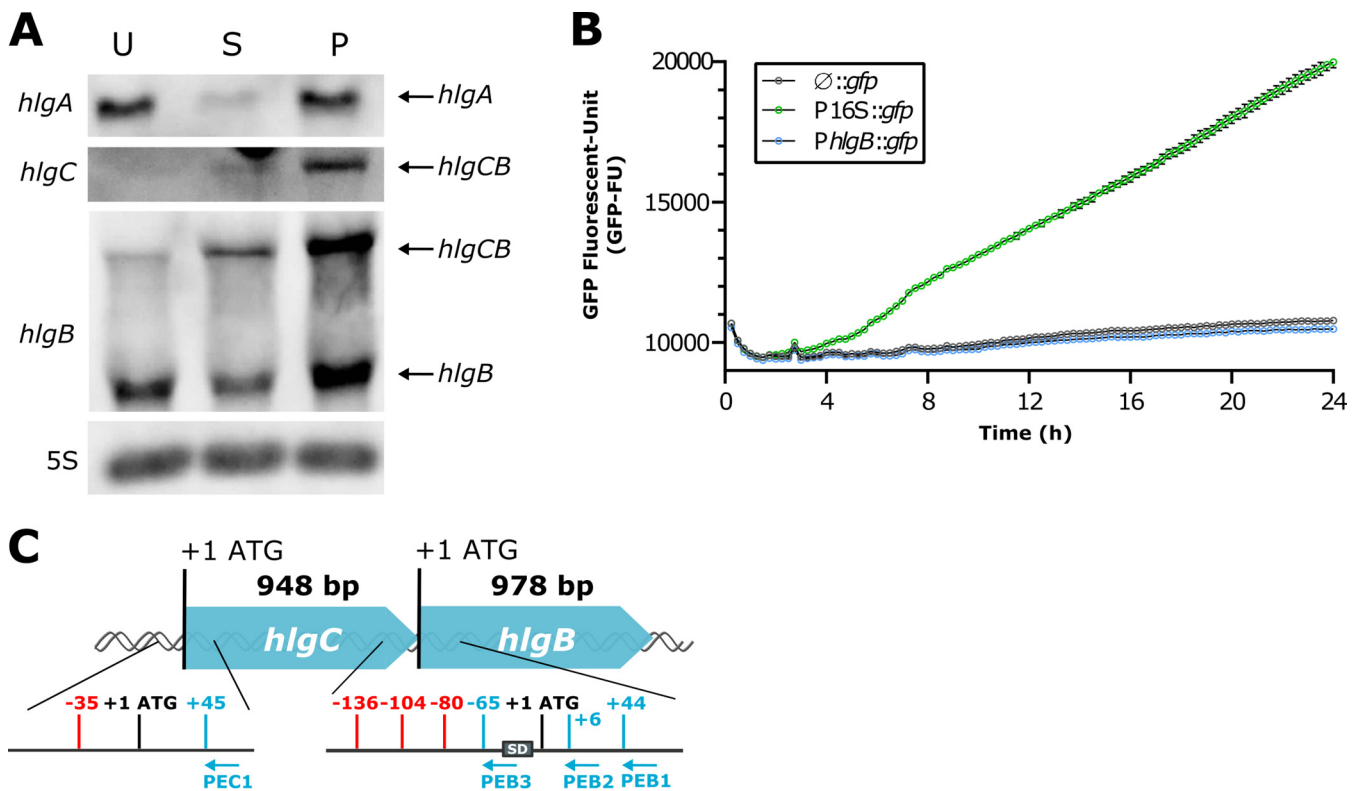 A
U S P
hlgA
hlgA
hlgC
hlgCB
hlgCB
hlgB
hlgB
5S
B
20000
15000
10000
GFP Fluorescent-Unit
(GFP-FU)
∅::gfp
P16S::gfp
PhlgB::gfp
0 4 8 12 16 20 24
Time (h)
C
+1 ATG +1 ATG
948 bp 978 bp
hlgC hlgB
-35 +1 ATG +45
PEC1
-136 -104 -80 -65 +1 ATG +6 +44
SD
PEB3 PEB2 PEB1